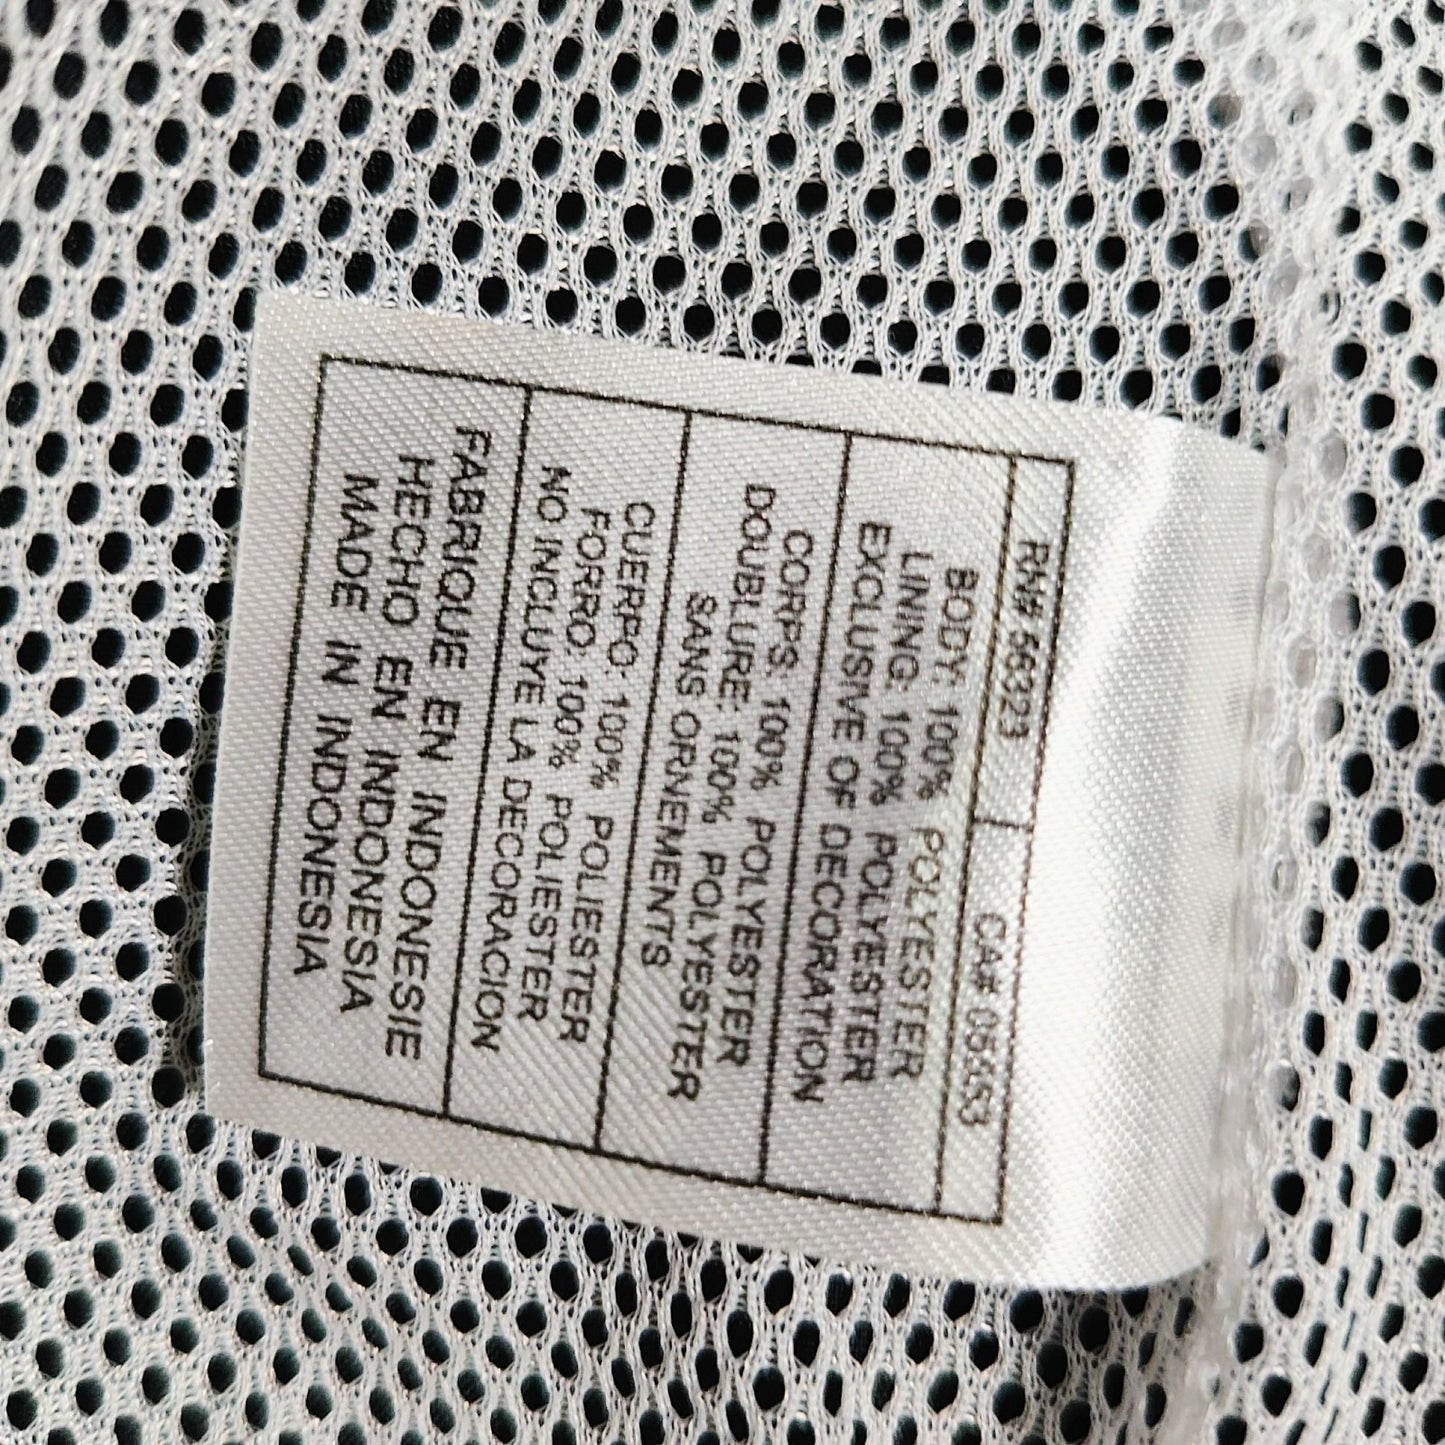 RN# 56323 CA# 05553
BODY: 100% POLYESTER
LINING: 100% POLYESTER
EXCLUSIVE OF DECORATION
CORPS: 100% POLYESTER
DOUBLURE: 100% POLYESTER
SANS ORNEMENTS
CUERPO: 100% POLIESTER
FORRO: 100% POLIESTER
NO INCLUYE LA DECORACION
FABRIQUE EN INDONESIE
HECHO EN INDONESIA
MADE IN INDONESIA